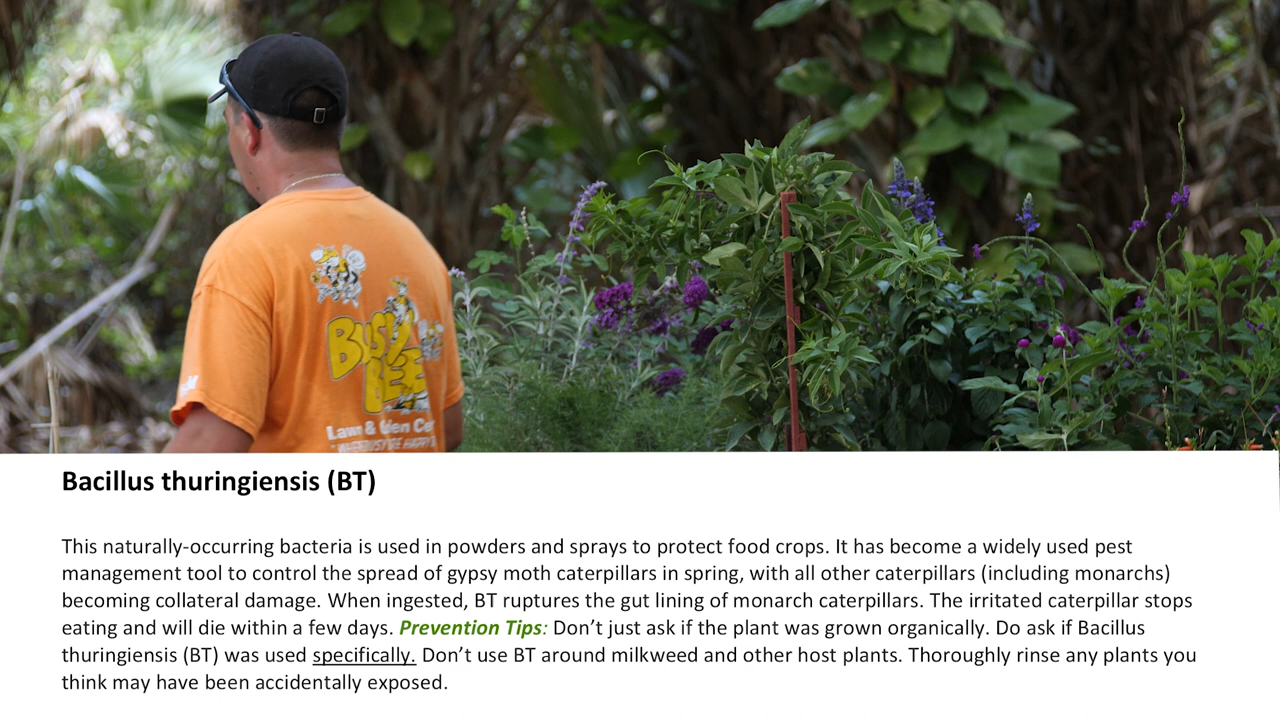 BUSY
BEE
Lawn & Garden Cen
Bacillus thuringiensis (BT)
This naturally-occurring bacteria is used in powders and sprays to protect food crops. It has become a widely used pest
management tool to control the spread of gypsy moth caterpillars in spring, with all other caterpillars (including monarchs)
becoming collateral damage. When ingested, BT ruptures the gut lining of monarch caterpillars. The irritated caterpillar stops
eating and will die within a few days. Prevention Tips: Don’t just ask if the plant was grown organically. Do ask if Bacillus
thuringiensis (BT) was used specifically. Don’t use BT around milkweed and other host plants. Thoroughly rinse any plants you
think may have been accidentally exposed.